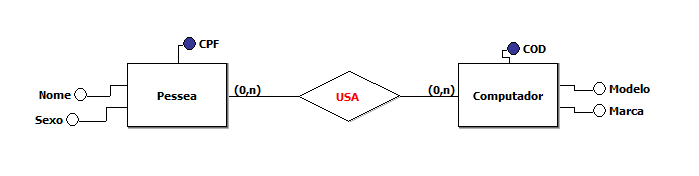 CPF
COD
Nome
Sexo
Pessea
(0,n)
USA
(0,n)
Computador
Modelo
Marca